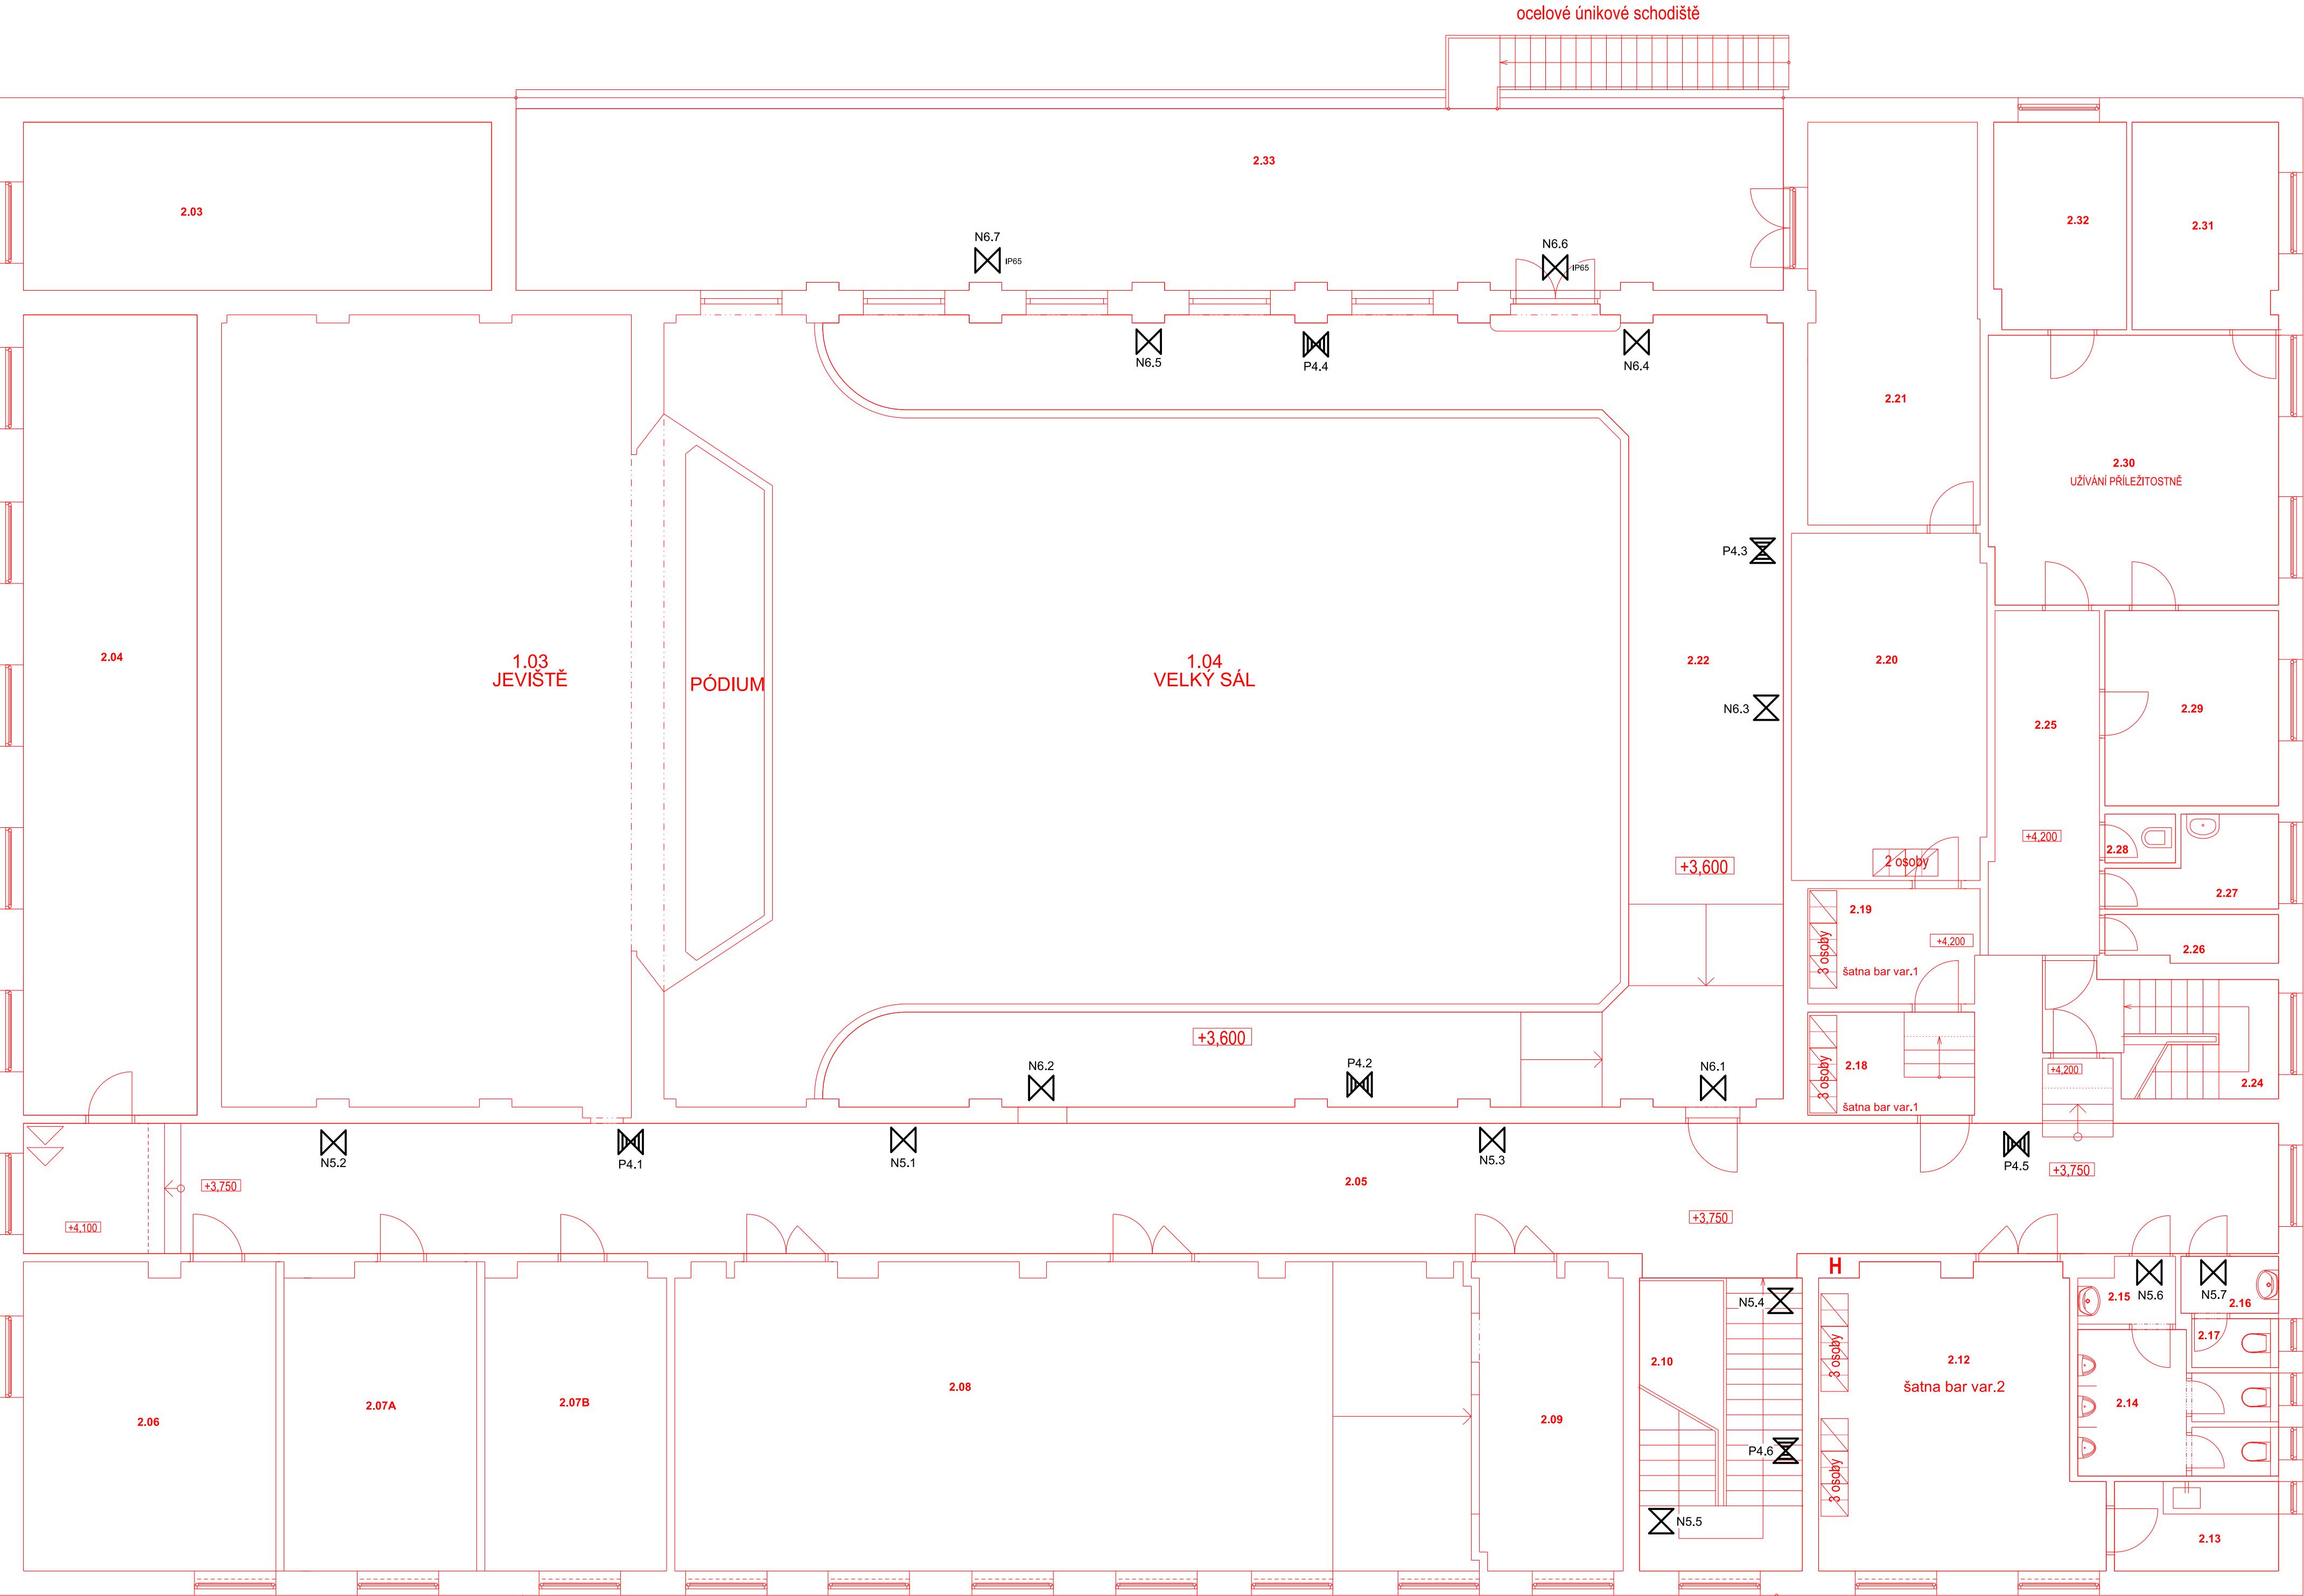 ocelové únikové schodiště
2.33
2.03
2.32
2.31
N6.7
IP65
N6.6
IP65
N6.5
P4.4
N6.4
2.21
2.30
UŽÍVÁNÍ PŘÍLEŽITOSTNĚ
P4.3
2.04
1.03
JEVIŠTĚ
PÓDIUM
1.04
VELKÝ SÁL
2.22
2.20
N6.3
2.29
2.25
+4,200
2.28
2 osoby
+3,600
2.27
2.19
+4,200
3 osoby
šatna bar var.1
2.26
+3,600
N6.2
P4.2
N6.1
2.18
3 osoby
šatna bar var.1
+4,200
2.24
N5.2
P4.1
N5.1
N5.3
P4.5
+3,750
+3,750
2.05
+3,750
+4,100
H
N5.4
2.15
N5.6
N5.7
2.16
2.17
2.10
3 osoby
2.12
šatna bar var.2
2.08
2.06
2.07A
2.07B
2.09
2.14
P4.6
3 osoby
N5.5
2.13